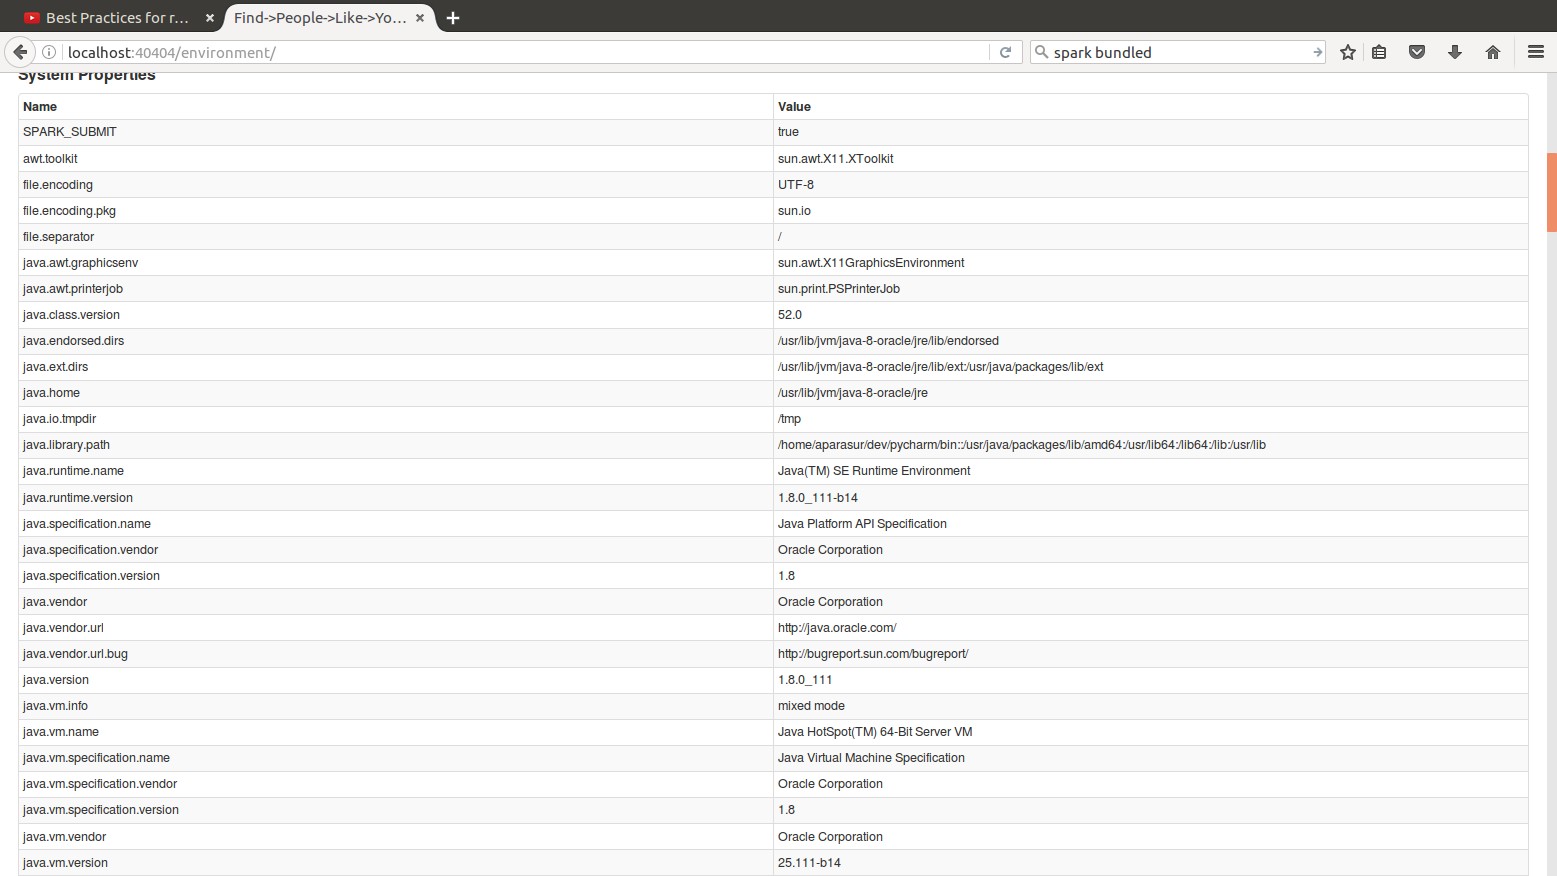 Best Practices for r...
Find->People->Like->Yo...
localhost:40404/environment/
spark bundled
System Properties
Name Value
SPARK_SUBMIT true
awt.toolkit sun.awt.X11.XToolkit
file.encoding UTF-8
file.encoding.pkg sun.io
file.separator /
java.awt.graphicsenv sun.awt.X11GraphicsEnvironment
java.awt.printerjob sun.print.PSPrinterJob
java.class.version 52.0
java.endorsed.dirs /usr/lib/jvm/java-8-oracle/jre/lib/endorsed
java.ext.dirs /usr/lib/jvm/java-8-oracle/jre/lib/ext:/usr/java/packages/lib/ext
java.home /usr/lib/jvm/java-8-oracle/jre
java.io.tmpdir /tmp
java.library.path /home/aparasur/dev/pycharm/bin::/usr/java/packages/lib/amd64:/usr/lib64:/lib64:/lib:/usr/lib
java.runtime.name Java(TM) SE Runtime Environment
java.runtime.version 1.8.0_111-b14
java.specification.name Java Platform API Specification
java.specification.vendor Oracle Corporation
java.specification.version 1.8
java.vendor Oracle Corporation
java.vendor.url http://java.oracle.com/
java.vendor.url.bug http://bugreport.sun.com/bugreport/
java.version 1.8.0_111
java.vm.info mixed mode
java.vm.name Java HotSpot(TM) 64-Bit Server VM
java.vm.specification.name Java Virtual Machine Specification
java.vm.specification.vendor Oracle Corporation
java.vm.specification.version 1.8
java.vm.vendor Oracle Corporation
java.vm.version 25.111-b14